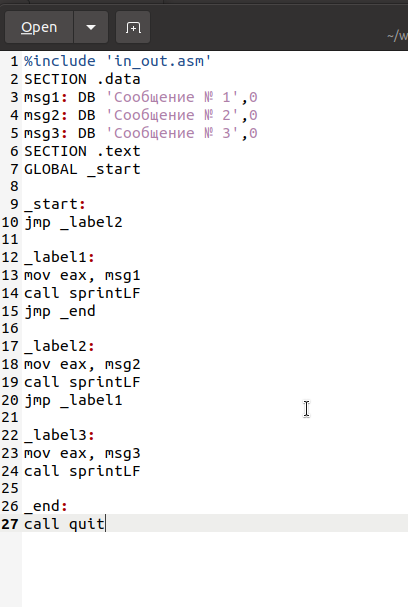 Open
~/w
1 %include 'in_out.asm'
2 SECTION .data
3 msg1: DB 'Сообщение № 1',0
4 msg2: DB 'Сообщение № 2',0
5 msg3: DB 'Сообщение № 3',0
6 SECTION .text
7 GLOBAL _start
8
9 _start:
10 jmp _label2
11
12 _label1:
13 mov eax, msg1
14 call sprintLF
15 jmp _end
16
17 _label2:
18 mov eax, msg2
19 call sprintLF
20 jmp _label1
21
22 _label3:
23 mov eax, msg3
24 call sprintLF
25
26 _end:
27 call quit